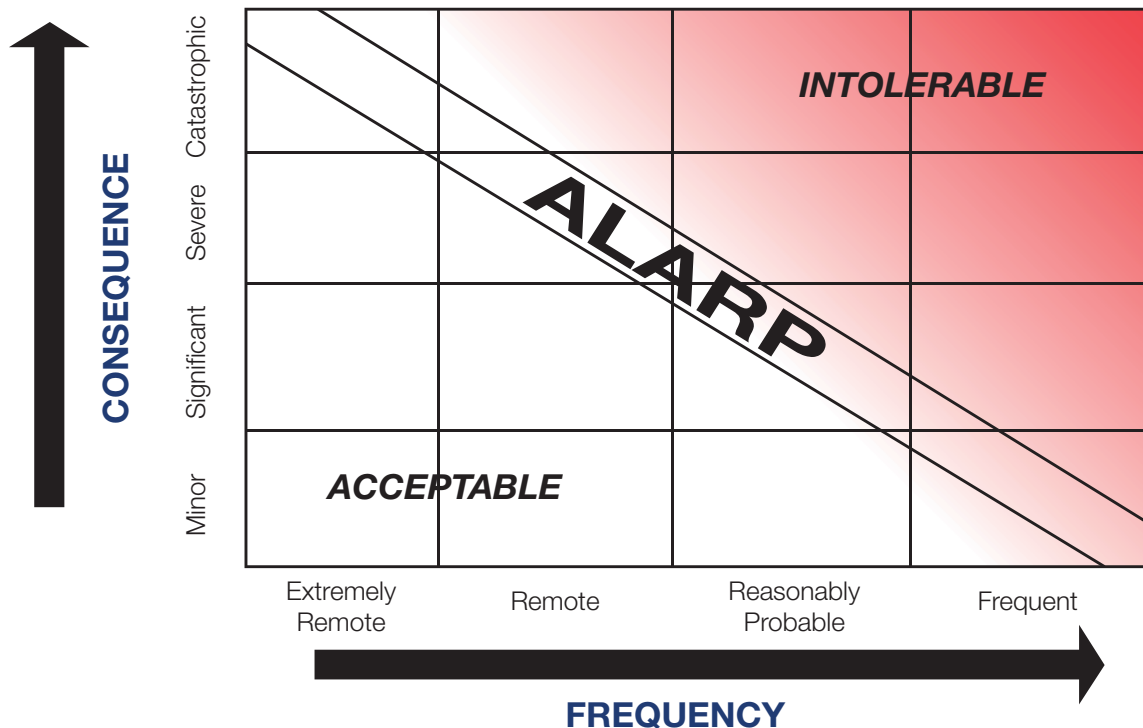 CONSEQUENCE
Catastrophic
Severe
Significant
Minor
INTOLERABLE
ALARP
ACCEPTABLE
Extremely
Remote
Remote
Reasonably
Probable
Frequent
FREQUENCY